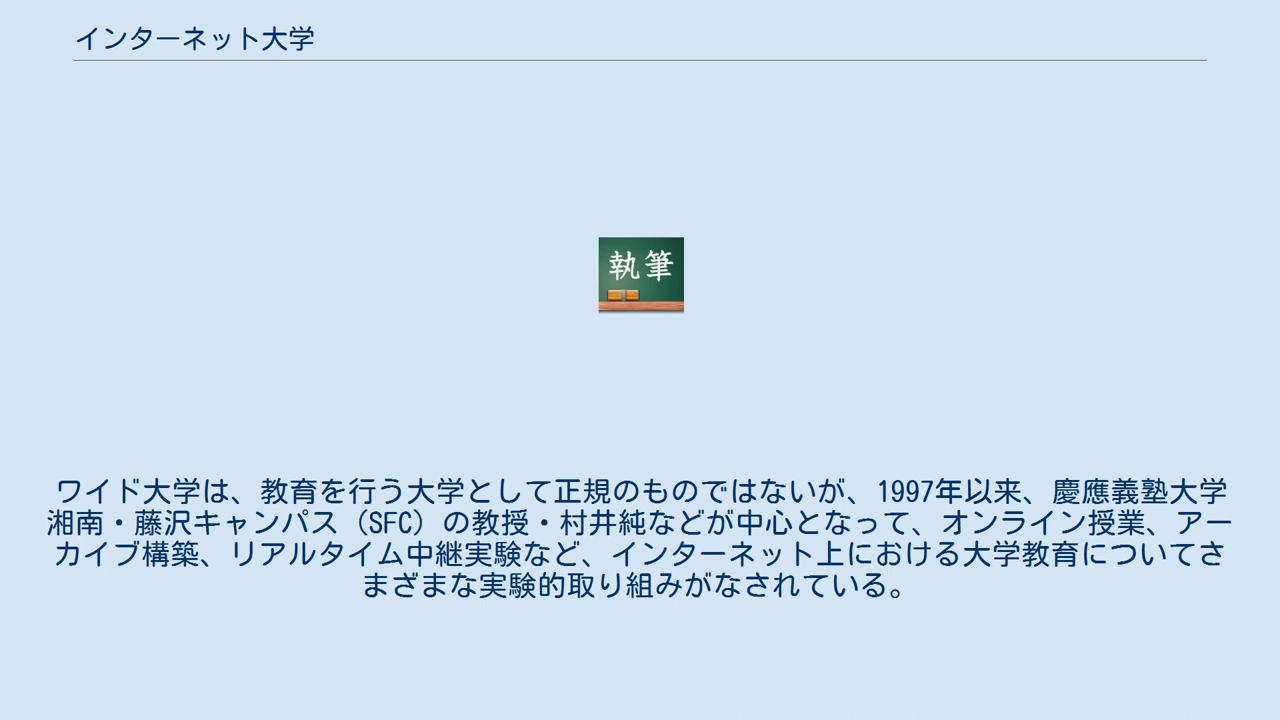 インターネット大学
執筆
ワイド大学は、教育を行う大学として正規のものではないが、1997年以来、慶應義塾大学
湘南・藤沢キャンパス（SFC）の教授・村井純などが中心となって、オンライン授業、アー
カイブ構築、リアルタイム中継実験など、インターネット上における大学教育についてさ
まざまな実験的取り組みがなされている。